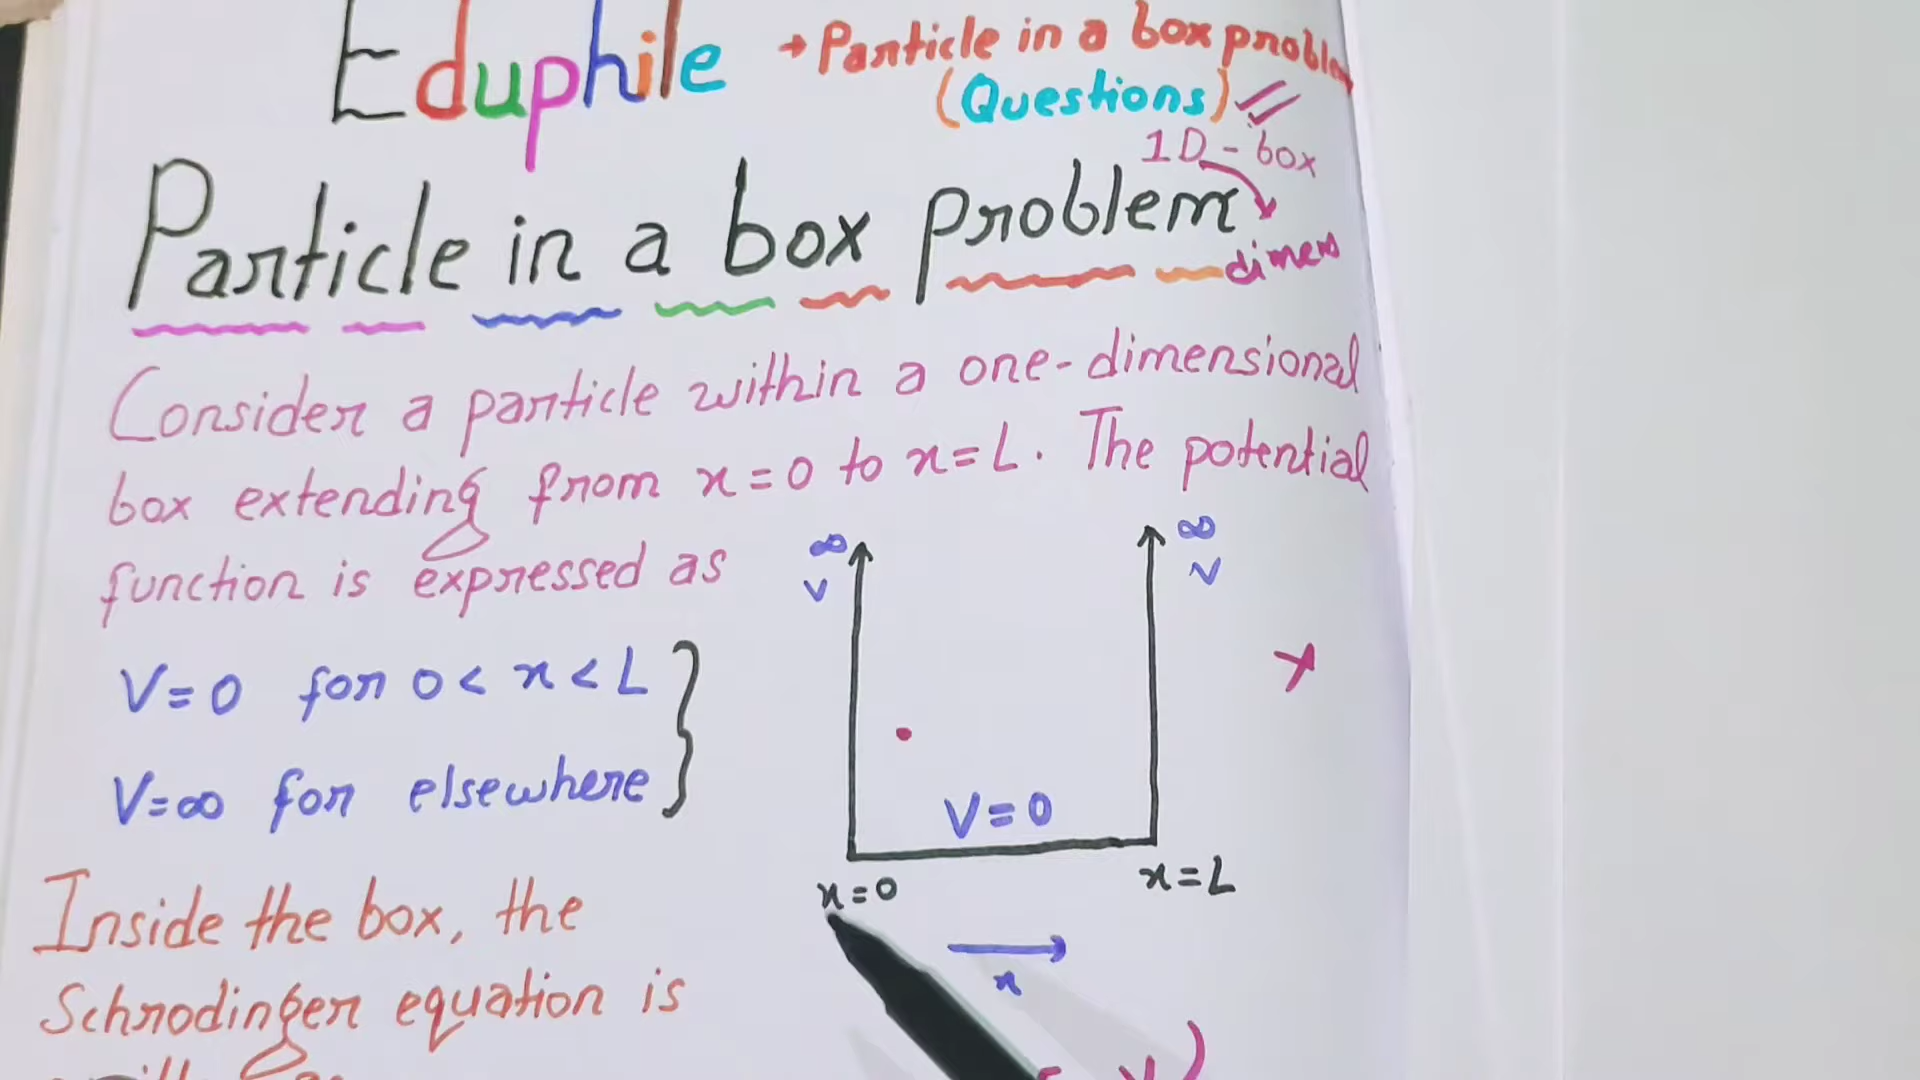 Eduphile
→ Particle in a box problem
(Questions)
1D - box
Particle in a box problem
dimens
Consider a particle within a one-dimensional
box extending from x=0 to x=L. The potential
function is expressed as
∞ ∞
V V
V=0 for 0 < x < L
V=∞ for elsewhere
V=0
x=0 x=L
x
Inside the box, the
Schrodinger equation is